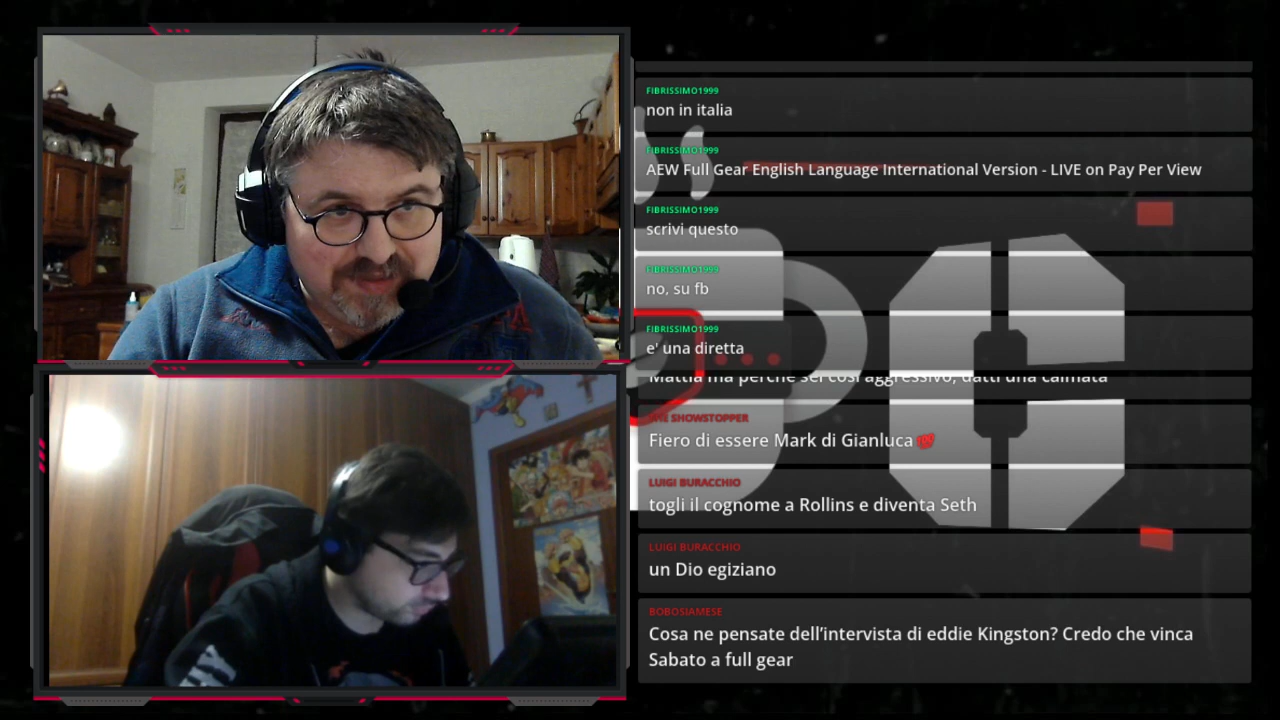 FIBRISSIMO1999
non in italia
FIBRISSIMO1999
AEW Full Gear English Language International Version - LIVE on Pay Per View
FIBRISSIMO1999
scrivi questo
FIBRISSIMO1999
no, su fb
FIBRISSIMO1999
e' una diretta
Mattia ma perchè sei così aggressivo, datti una calmata
THE SHOWSTOPPER
Fiero di essere Mark di Gianluca 💯
LUIGI BURACCHIO
togli il cognome a Rollins e diventa Seth
LUIGI BURACCHIO
un Dio egiziano
BOBOSIAMESE
Cosa ne pensate dell’intervista di eddie Kingston? Credo che vinca
Sabato a full gear